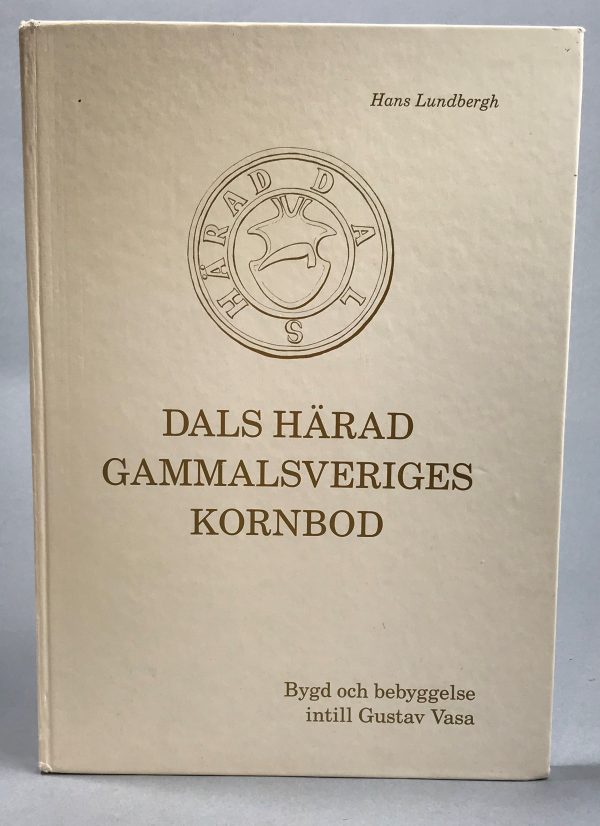 Hans Lundbergh
DALS HÄRAD
DALS HÄRAD
GAMMALSVERIGES
KORNBOD
Bygd och bebyggelse
intill Gustav Vasa